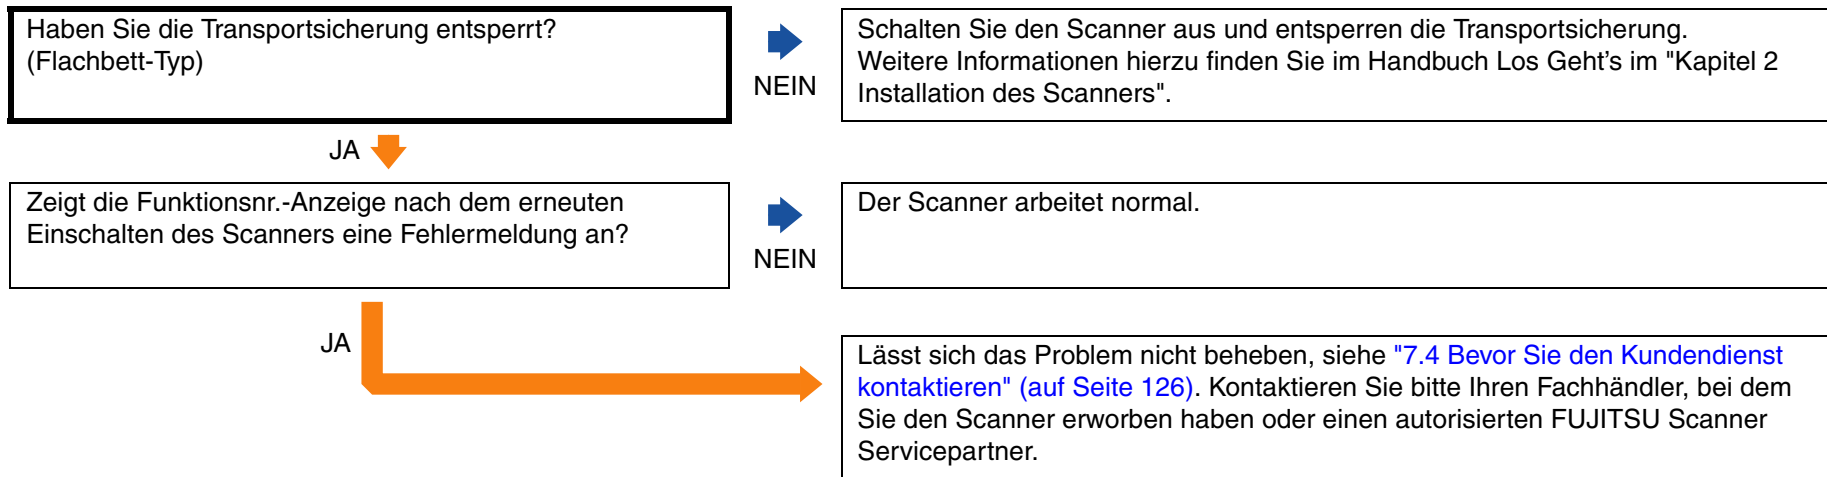 Haben Sie die Transportsicherung entsperrt?
(Flachbett-Typ)
NEIN
Schalten Sie den Scanner aus und entsperren die Transportsicherung.
Weitere Informationen hierzu finden Sie im Handbuch Los Geht's im "Kapitel 2
Installation des Scanners".
JA
Zeigt die Funktionsnr.-Anzeige nach dem erneuten
Einschalten des Scanners eine Fehlermeldung an?
NEIN
Der Scanner arbeitet normal.
JA
Lässt sich das Problem nicht beheben, siehe "7.4 Bevor Sie den Kundendienst
kontaktieren" (auf Seite 126). Kontaktieren Sie bitte Ihren Fachhändler, bei dem
Sie den Scanner erworben haben oder einen autorisierten FUJITSU Scanner
Servicepartner.